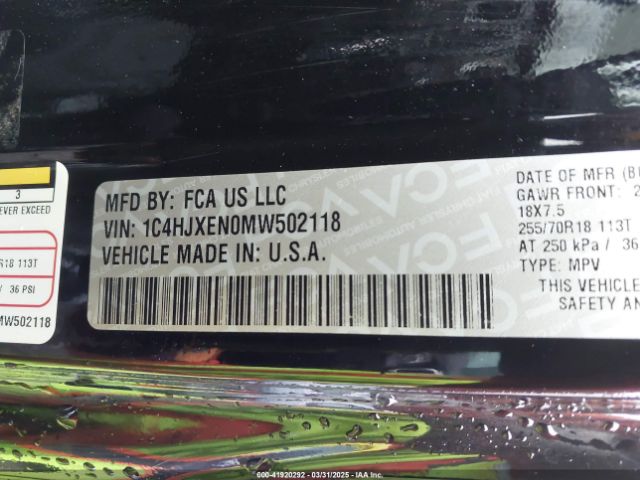 3
EVER EXCEED
R18 113T
/ 36 PSI
MW502118
MFD BY: FCA US LLC
VIN: 1C4HJXEN0MW502118
VEHICLE MADE IN: U.S.A.
DATE OF MFR
GAWR FRONT:
18X7.5
255/70R18 113T
AT 250 kPa / 36
TYPE: MPV
THIS VEHICLE
SAFETY AN
000-41920292 - 03/31/2025 - IAAI.COM